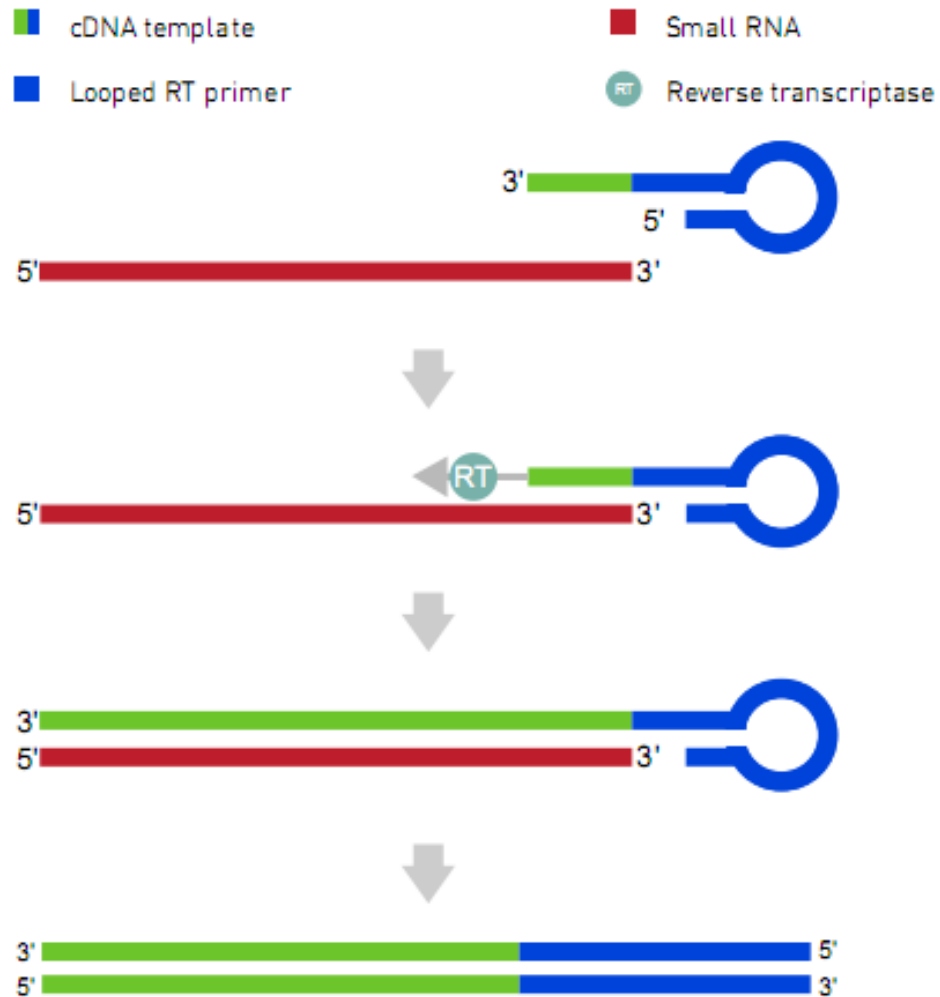 cDNA template
Small RNA
Looped RT primer
RT
Reverse transcriptase
3'
5'
5'
3'
RT
5'
3'
3'
5'
3'
3'
5'
5'
3'